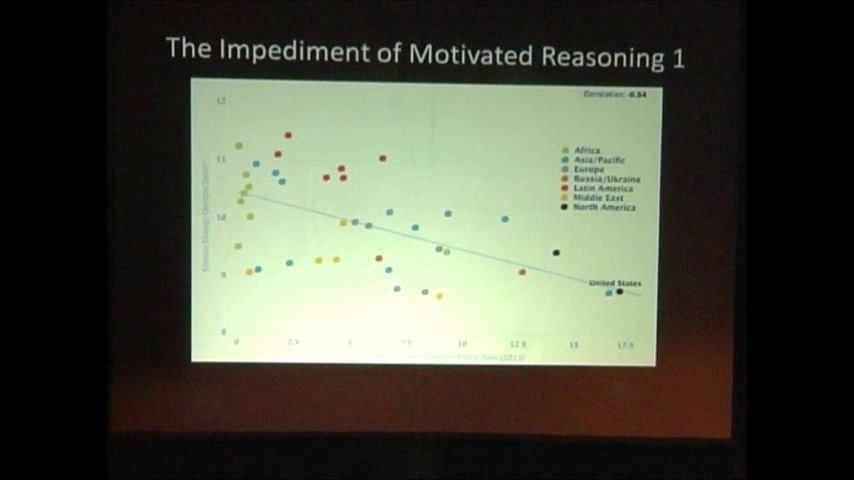 The Impediment of Motivated Reasoning 1
Correlation: -0.54
12
11
10
9
8
Africa
Asia/Pacific
Europe
Russia/Ukraine
Latin America
Middle East
North America
United States
0
2.5
5
7.5
10
12.5
15
17.5